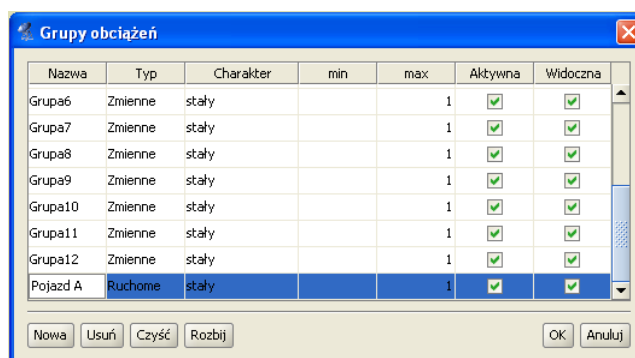 Grupy obciążeń
Nazwa Typ Charakter min max Aktywna Widoczna
Grupa6 Zmienne stały 1
Grupa7 Zmienne stały 1
Grupa8 Zmienne stały 1
Grupa9 Zmienne stały 1
Grupa10 Zmienne stały 1
Grupa11 Zmienne stały 1
Grupa12 Zmienne stały 1
Pojazd A Ruchome stały 1
Nowa Usuń Czyść Rozbij OK Anuluj